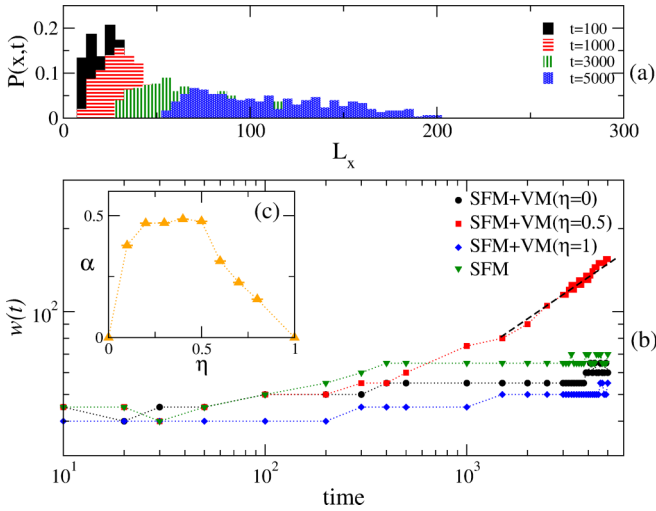 P(x,t)
0.2
0.1
0
t=100
t=1000
t=3000
t=5000
(a)
0 100 200 300
L_x
w(t)
10^2
SFM+VM(η=0)
SFM+VM(η=0.5)
SFM+VM(η=1)
SFM
(b)
(c)
α
0.5
0
0 0.5 1
η
10^1 10^2 10^3
time